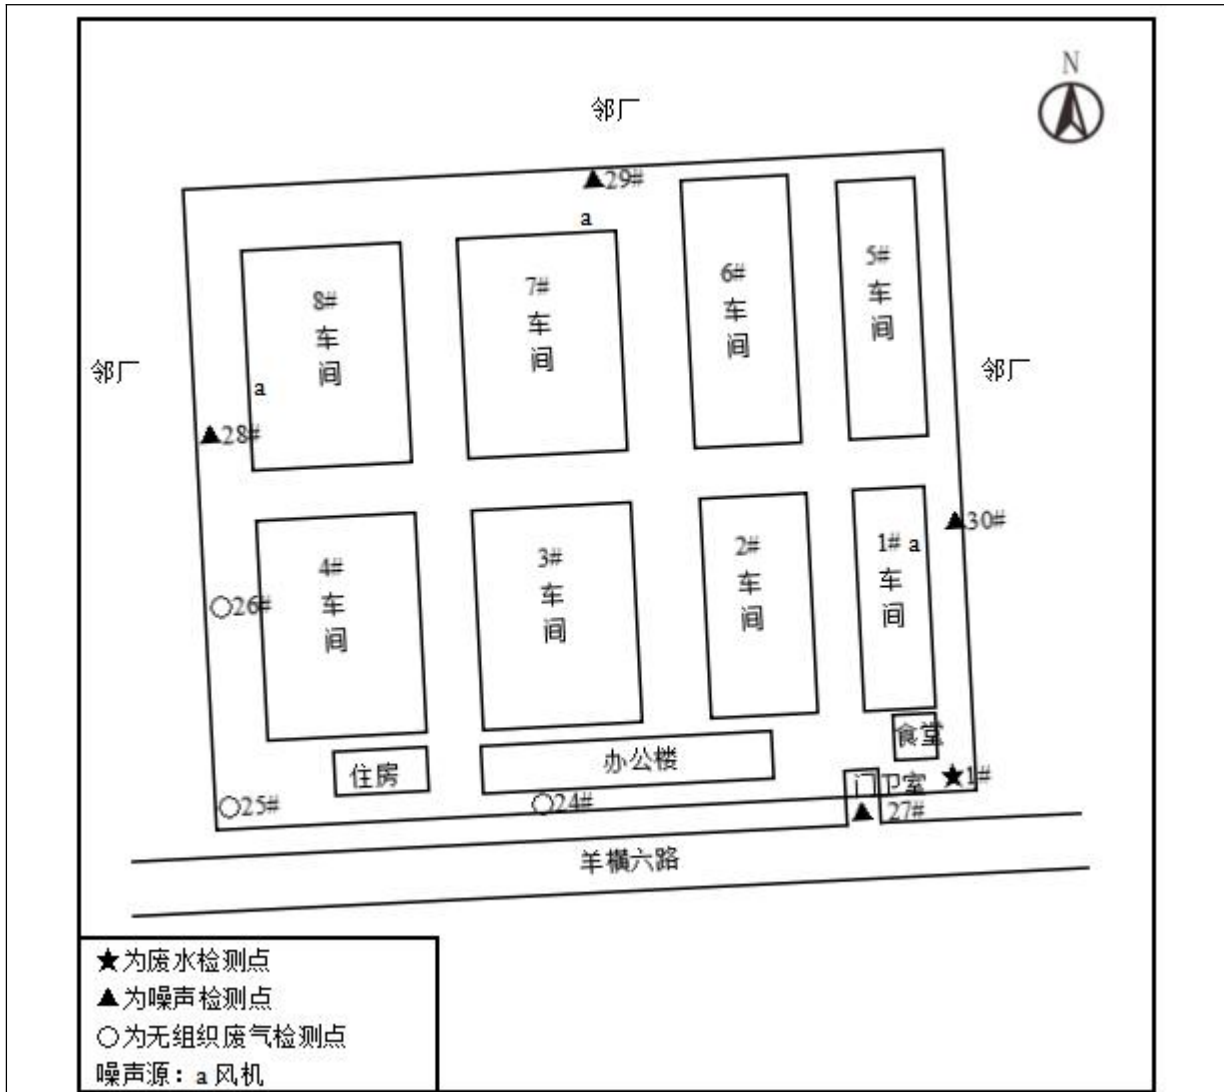 N
邻厂
29#
a
5#
车
间
6#
车
间
7#
车
间
8#
车
间
邻厂
邻厂
a
28#
30#
1# a
车
间
2#
车
间
3#
车
间
4#
车
间
26#
食堂
办公楼
住房
门卫室
1#
25#
24#
27#
羊横六路
★为废水检测点
▲为噪声检测点
○为无组织废气检测点
噪声源：a 风机